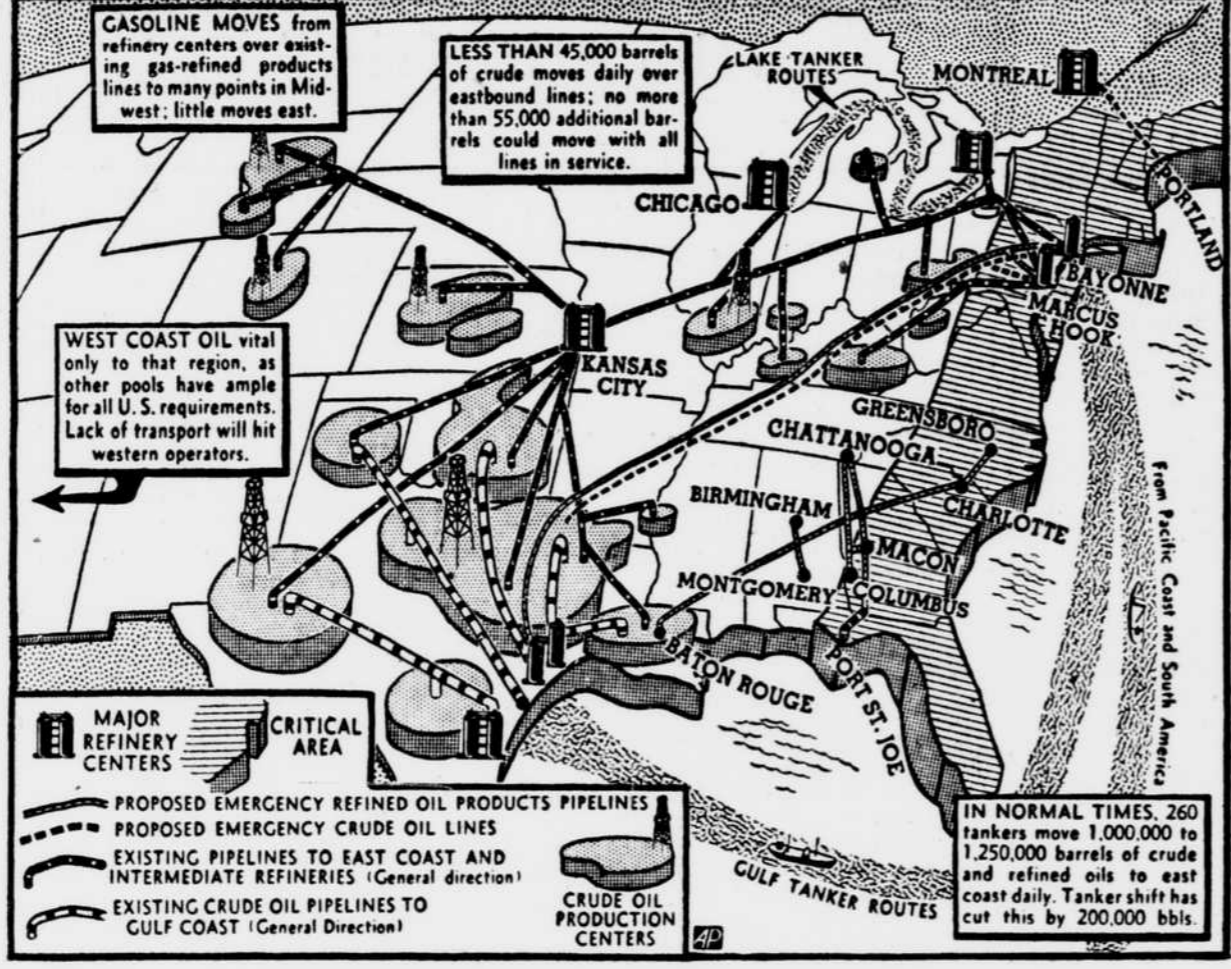 GASOLINE MOVES from
refinery centers over exist-
ing gas-refined products
lines to many points in Mid-
west; little moves east.
LESS THAN 45,000 barrels
of crude moves daily over
eastbound lines; no more
than 55,000 additional bar-
rels could move with all
lines in service.
LAKE TANKER
ROUTES
MONTREAL
PORTLAND
CHICAGO
BAYONNE
MARCUS
HOOK
WEST COAST OIL vital
only to that region, as
other pools have ample
for all U. S. requirements.
Lack of transport will hit
western operators.
KANSAS
CITY
GREENSBORO
CHATTANOOGA
BIRMINGHAM
CHARLOTTE
MACON
MONTGOMERY
COLUMBUS
BATON ROUGE
PORT ST. JOE
From Pacific Coast and South America
MAJOR
REFINERY
CENTERS
CRITICAL
AREA
PROPOSED EMERGENCY REFINED OIL PRODUCTS PIPELINES
PROPOSED EMERGENCY CRUDE OIL LINES
EXISTING PIPELINES TO EAST COAST AND
INTERMEDIATE REFINERIES (General direction)
EXISTING CRUDE OIL PIPELINES TO
GULF COAST (General Direction)
CRUDE OIL
PRODUCTION
CENTERS
AP
GULF TANKER ROUTES
IN NORMAL TIMES, 260
tankers move 1,000,000 to
1,250,000 barrels of crude
and refined oils to east
coast daily. Tanker shift has
cut this by 200,000 bbls.